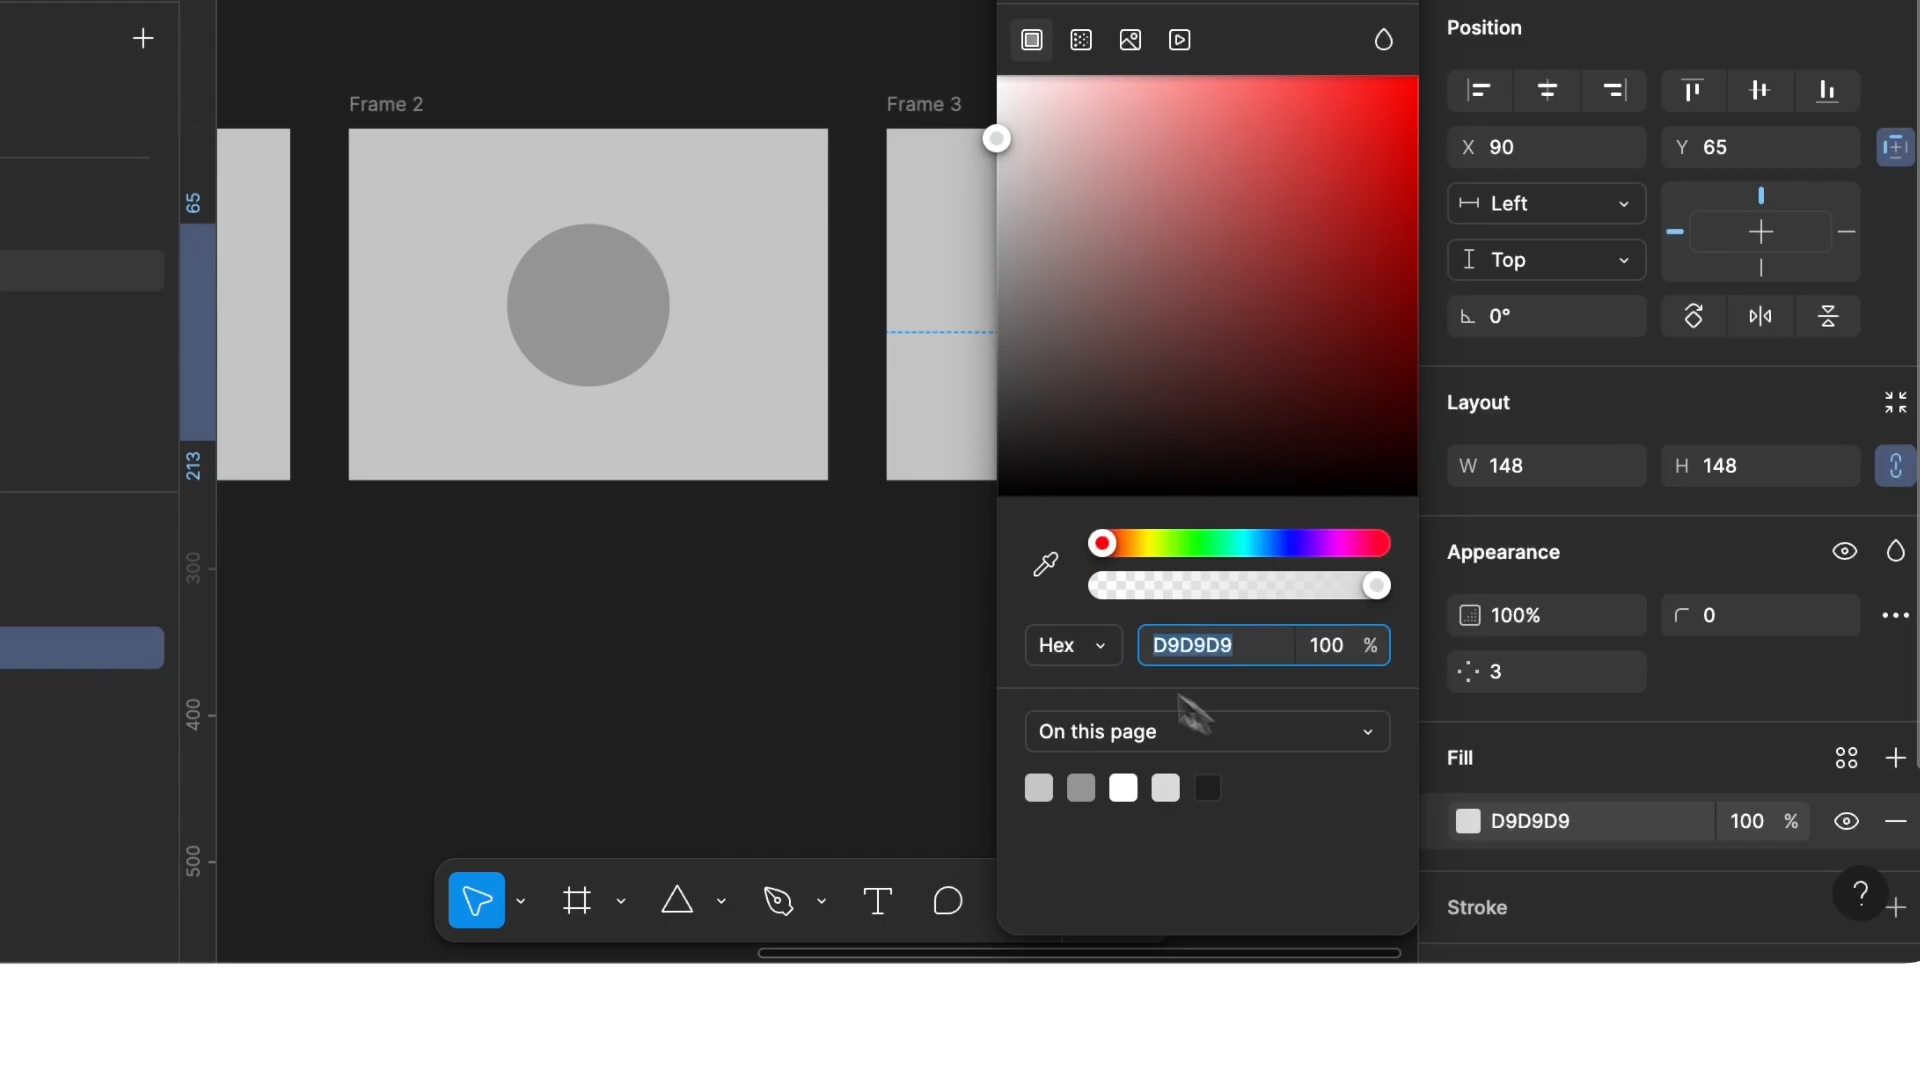 Position
Frame 2
Frame 3
X 90
Y 65
65
Left
Top
0°
Layout
213
W 148
H 148
Appearance
300
100%
0
Hex
D9D9D9
100 %
3
400
On this page
Fill
D9D9D9
100 %
500
T
?
Stroke